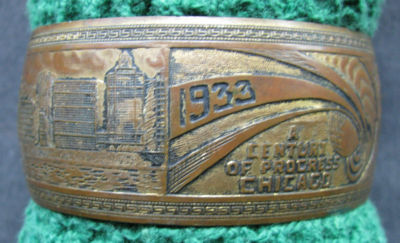 1933
A
CENTURY
OF PROGRESS
CHICAGO